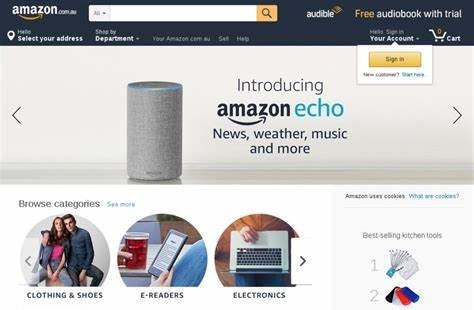 amazon.com.au
All
audible
Free audiobook with trial
Hello
Select your address
Shop by
Department
Your Amazon.com.au
Sell
Help
Hello. Sign in
Your Account
0
Cart
Sign in
New customer? Start here.
Introducing
amazon echo
News, weather, music
and more
Browse categories
See more
Amazon uses cookies. What are cookies?
Best-selling kitchen tools
1
2
CLOTHING & SHOES
E-READERS
ELECTRONICS